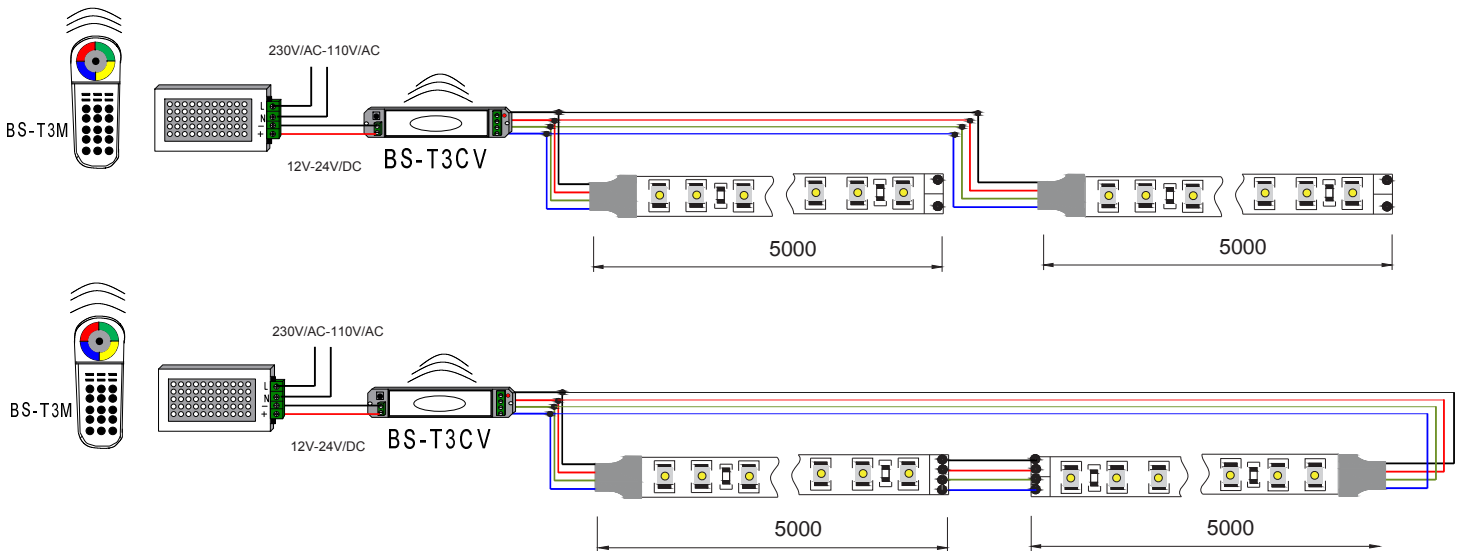 230V/AC-110V/AC
L
N
BS-T3M
–
+
12V-24V/DC
BS-T3CV
5000
5000
230V/AC-110V/AC
L
N
BS-T3M
–
+
12V-24V/DC
BS-T3CV
5000
5000